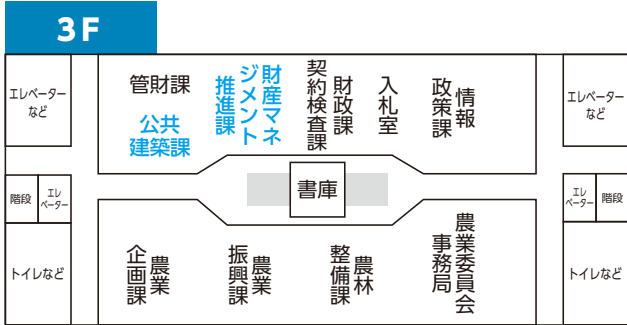 3F
エレベーター
など
管財課
公共
建築課
財産マネ
ジメント
推進課
財政課
契約検査課
入札室
情報
政策課
エレベーター
など
階段
エレ
ベーター
書庫
エレ
ベーター
階段
トイレなど
農業
企画課
農業
振興課
農林
整備課
農業委員会
事務局
トイレなど